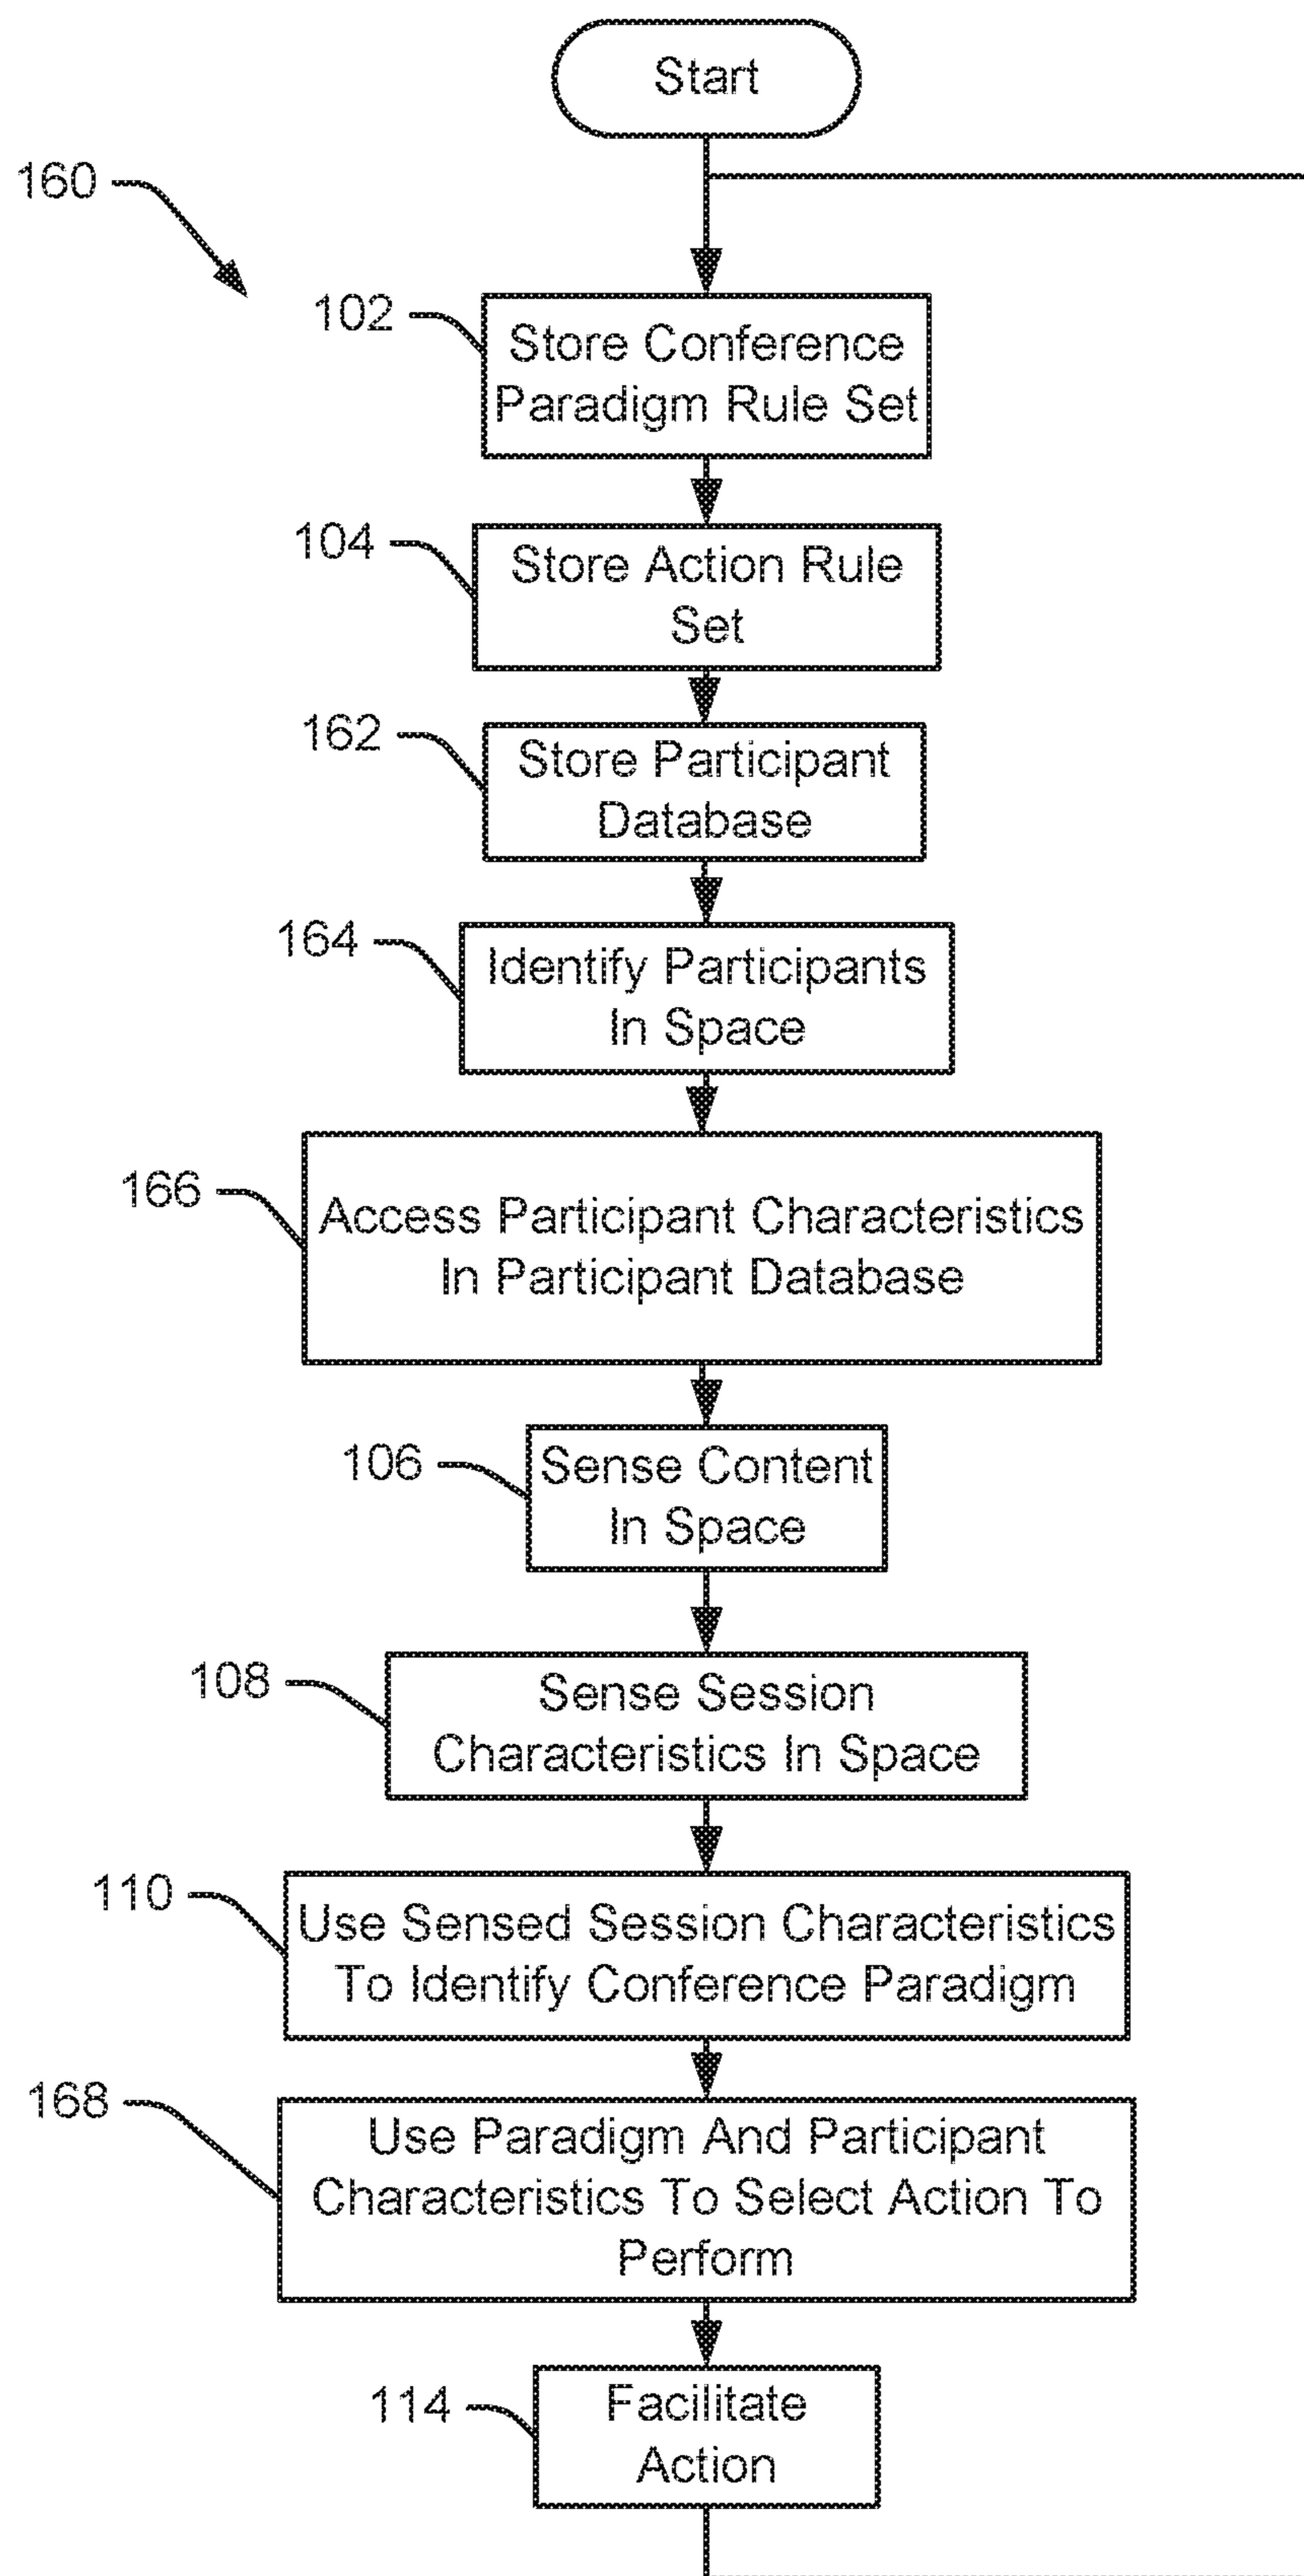 Start
160
102
Store Conference
Paradigm Rule Set
104
Store Action Rule
Set
162
Store Participant
Database
164
Identify Participants
In Space
166
Access Participant Characteristics
In Participant Database
106
Sense Content
In Space
108
Sense Session
Characteristics In Space
110
Use Sensed Session Characteristics
To Identify Conference Paradigm
168
Use Paradigm And Participant
Characteristics To Select Action To
Perform
114
Facilitate
Action